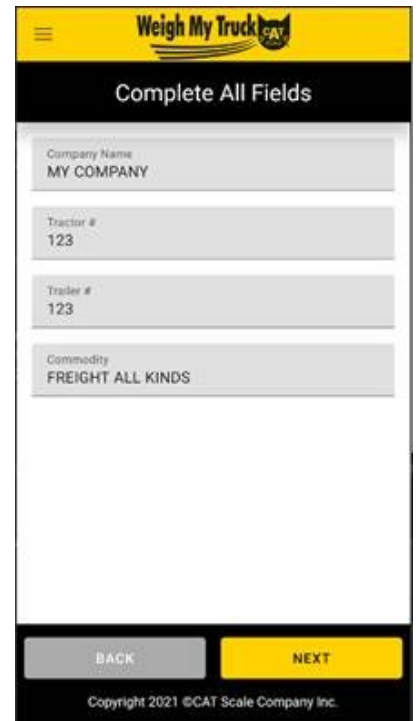 Weigh My Truck CAT
Complete All Fields
Company Name
MY COMPANY
Tractor #
123
Trailer #
123
Commodity
FREIGHT ALL KINDS
BACK NEXT
Copyright 2021 ©CAT Scale Company Inc.